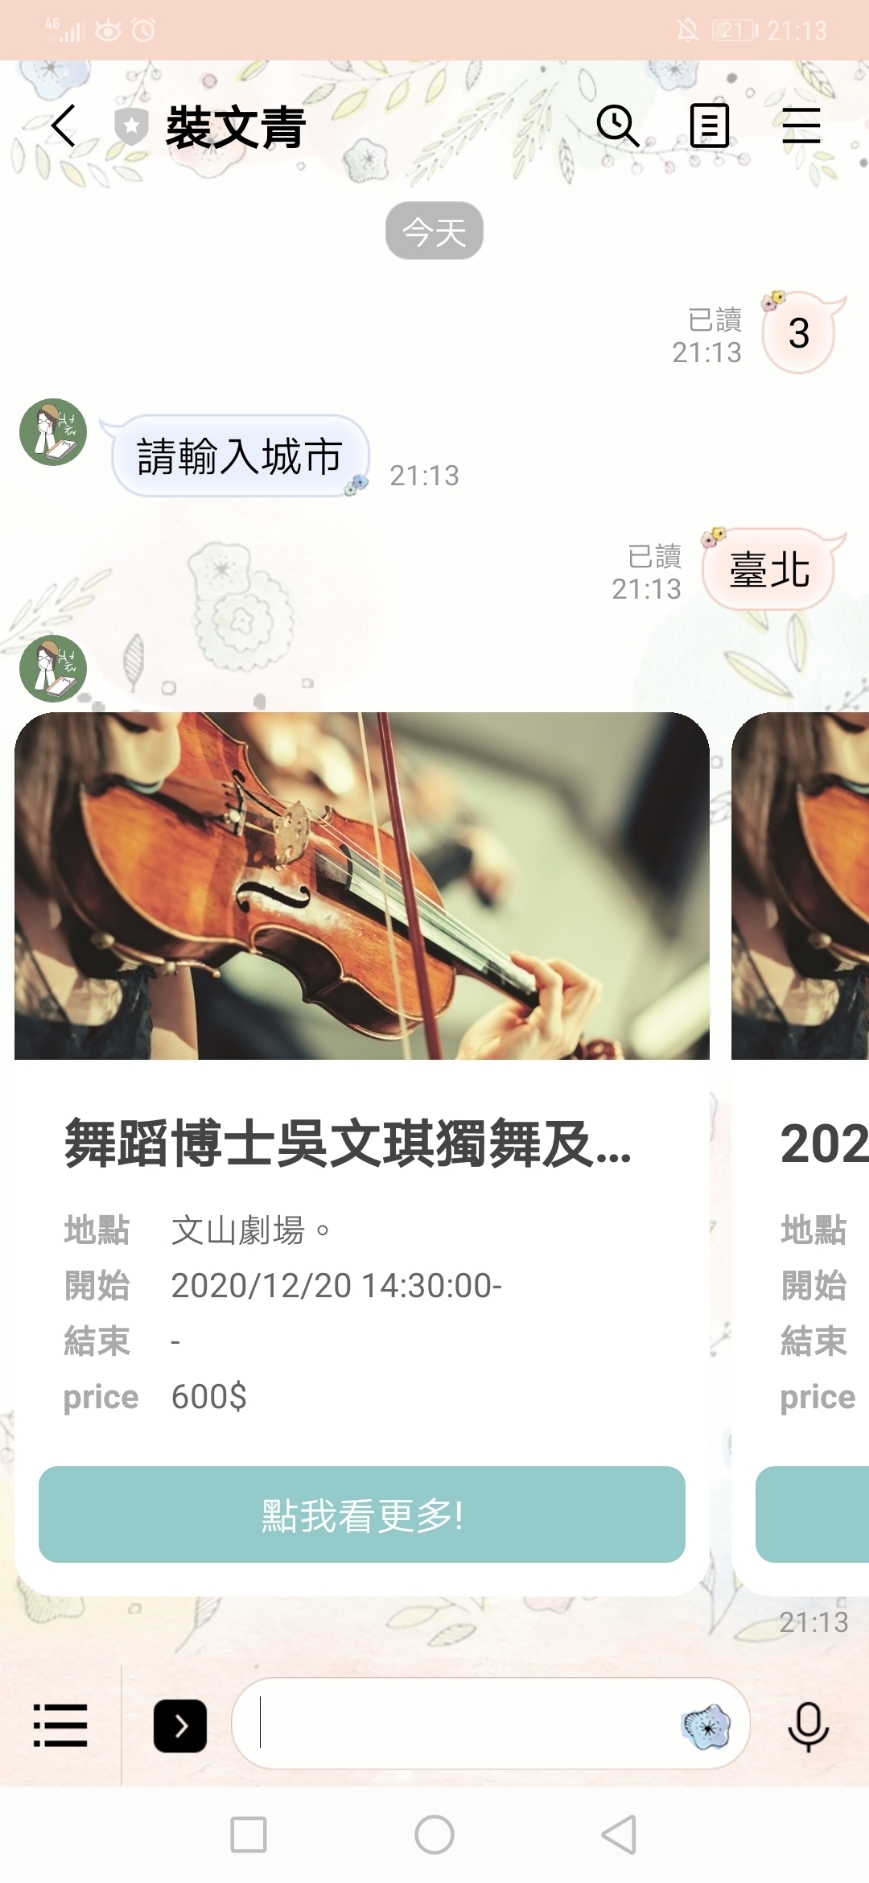 4G 21 21:13
裝文青
今天
已讀
21:13
3
請輸入城市
21:13
已讀
21:13
臺北
舞蹈博士吳文琪獨舞及...
地點 文山劇場。
開始 2020/12/20 14:30:00-
結束 -
price 600$
點我看更多!
202
地點
開始
結束
price
21:13